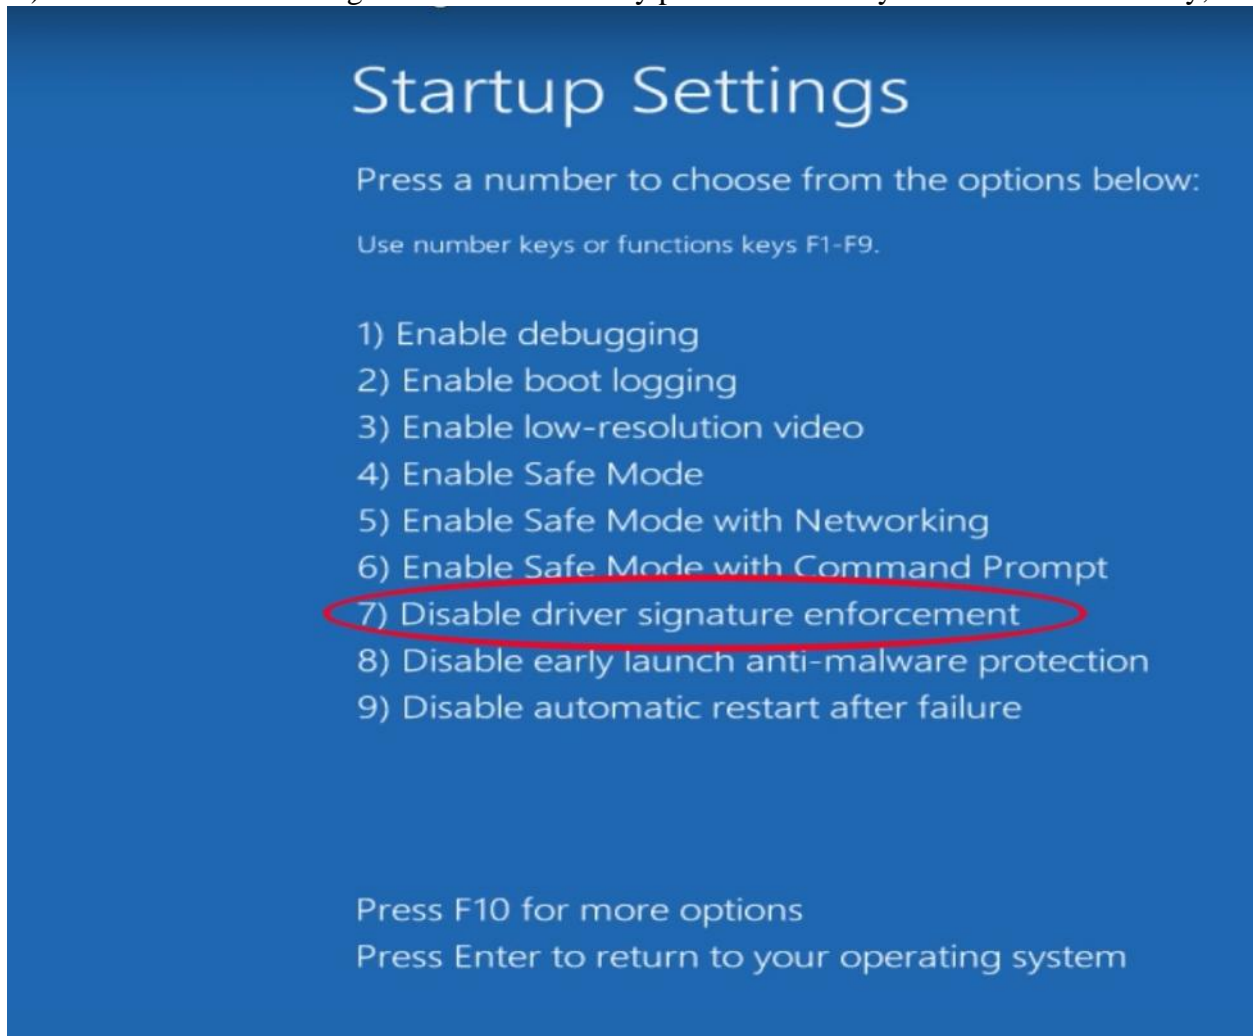 Startup Settings
Press a number to choose from the options below:
Use number keys or functions keys F1-F9.
1) Enable debugging
2) Enable boot logging
3) Enable low-resolution video
4) Enable Safe Mode
5) Enable Safe Mode with Networking
6) Enable Safe Mode with Command Prompt
7) Disable driver signature enforcement
8) Disable early launch anti-malware protection
9) Disable automatic restart after failure
Press F10 for more options
Press Enter to return to your operating system